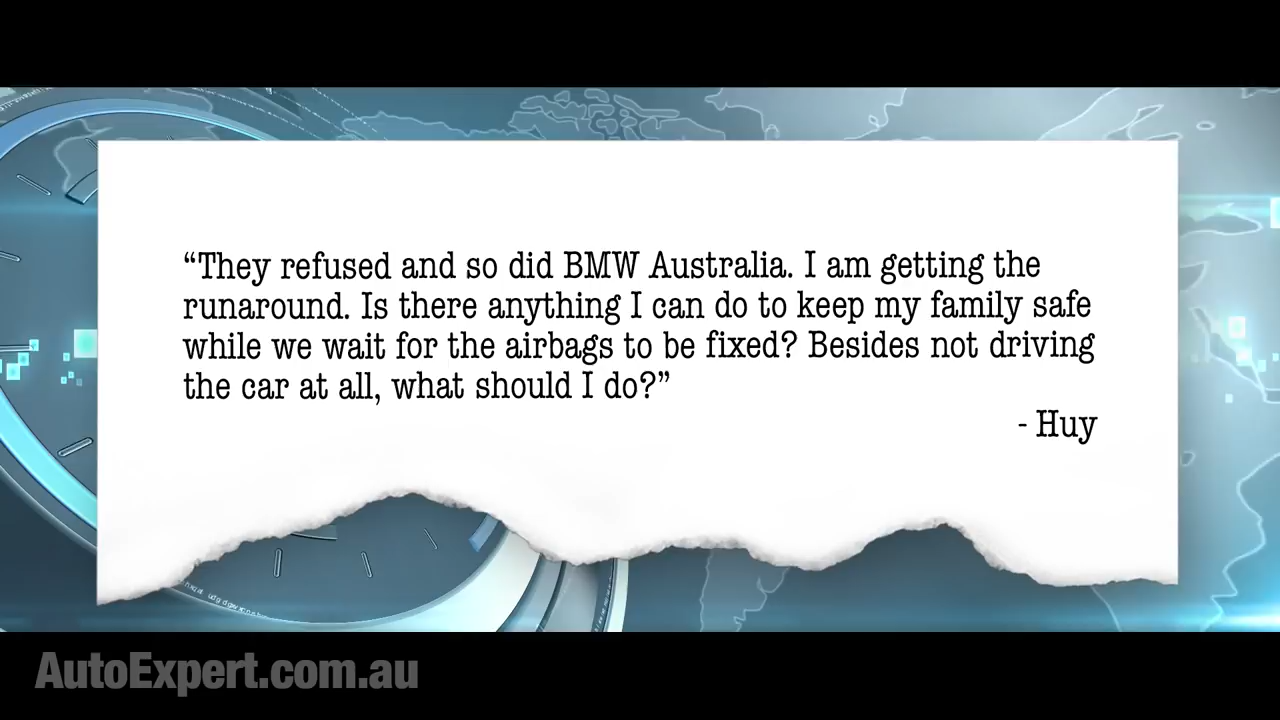 “They refused and so did BMW Australia. I am getting the
runaround. Is there anything I can do to keep my family safe
while we wait for the airbags to be fixed? Besides not driving
the car at all, what should I do?”
- Huy
AutoExpert.com.au